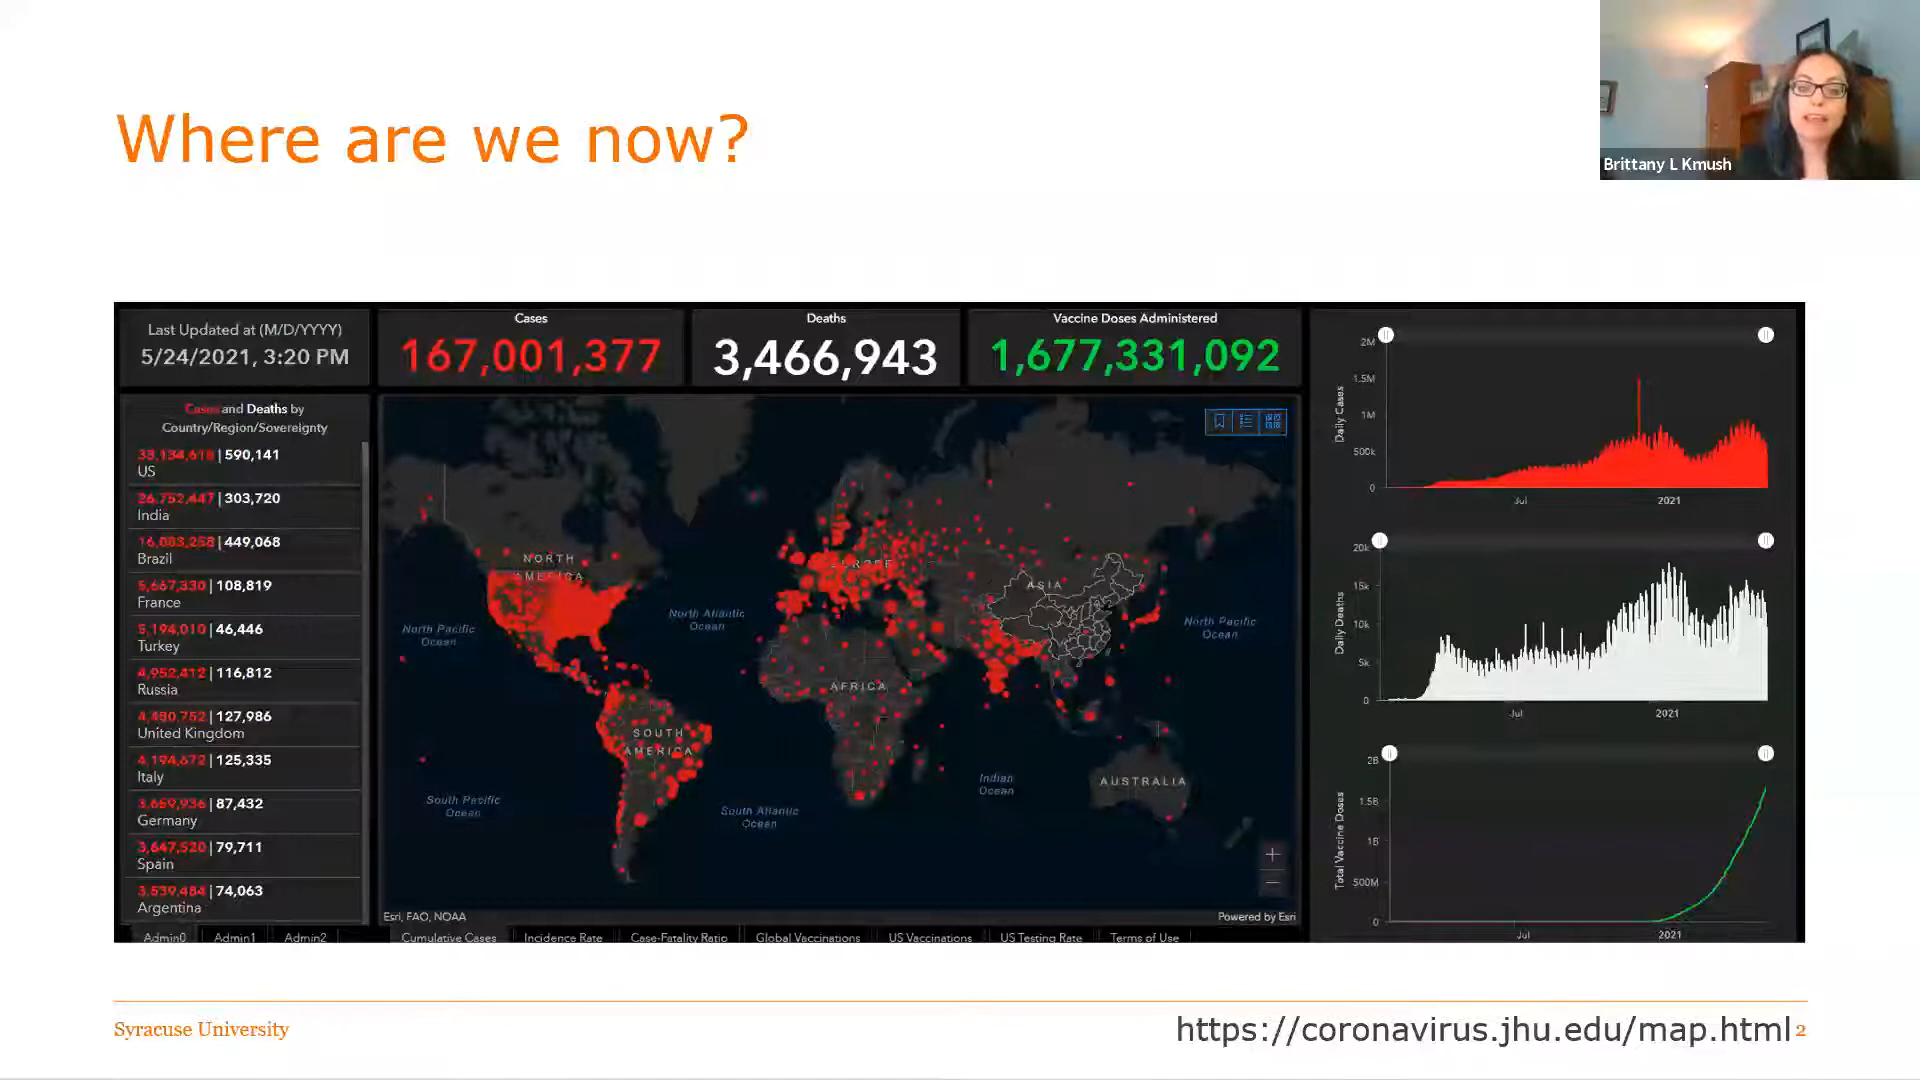 Where are we now?
Brittany L Kmush
Last Updated at (M/D/YYYY)
5/24/2021, 3:20 PM
Cases
167,001,377
Deaths
3,466,943
Vaccine Doses Administered
1,677,331,092
Cases and Deaths by
Country/Region/Sovereignty
| 590,141
US
26,752,447 | 303,720
India
16,083,258 | 449,068
Brazil
5,667,330 | 108,819
France
5,194,010 | 46,446
Turkey
4,952,412 | 116,812
Russia
4,480,752 | 127,986
United Kingdom
4,194,672 | 125,335
Italy
3,659,936 | 87,432
Germany
3,647,520 | 79,711
Spain
3,539,484 | 74,063
Argentina
Admin0
Admin1
Admin2
NORTH
AMERICA
EUROPE
ASIA
North Pacific
Ocean
North Atlantic
Ocean
North Pacific
Ocean
AFRICA
SOUTH
AMERICA
AUSTRALIA
Indian
Ocean
South Pacific
Ocean
South Atlantic
Ocean
+
−
Esri, FAO, NOAA
Powered by Esri
Cumulative Cases
Incidence Rate
Case-Fatality Ratio
Global Vaccinations
US Vaccinations
US Testing Rate
Terms of Use
Daily Cases
2M
1.5M
1M
500k
0
Jul
2021
Daily Deaths
20k
15k
10k
5k
0
Jul
2021
Total Vaccine Doses
2B
1.5B
1B
500M
0
Jul
2021
Syracuse University
https://coronavirus.jhu.edu/map.html
2